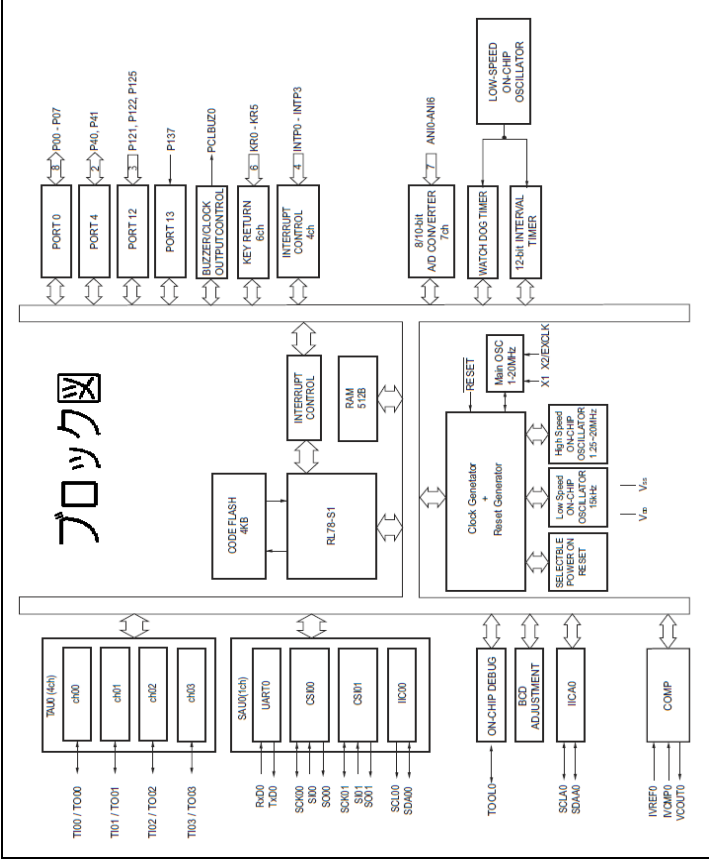 ブロック図
TAU0 (4ch)
ch00
ch01
ch02
ch03
TI00 / TO00
TI01 / TO01
TI02 / TO02
TI03 / TO03
SAU0(1ch)
UART0
CSI00
CSI01
IIC00
RxD0
TxD0
SCK00
SI00
SO00
SCK01
SI01
SO01
SCL00
SDA00
ON-CHIP DEBUG
TOOL0
BCD
ADJUSTMENT
IICA0
SCLA0
SDAA0
COMP
IVREF0
IVCMP0
VCOUT0
CODE FLASH
4KB
RL78-S1
INTERRUPT
CONTROL
RAM
512B
Clock Genetator
+
Reset Generator
RESET
Main OSC
1-20MHz
X1 X2/EXCLK
SELECTBLE
POWER ON
RESET
Low Speed
ON-CHIP
OSCILLATOR
15kHz
High Speed
ON-CHIP
OSCILLATOR
1.25~20MHz
VDD
VSS
PORT 0
8
P00 - P07
PORT 4
2
P40, P41
PORT 12
3
P121, P122, P125
PORT 13
P137
BUZZER/CLOCK
OUTPUT CONTROL
PCLBUZ0
KEY RETURN
6ch
6
KR0 - KR5
INTERRUPT
CONTROL
4ch
4
INTP0 - INTP3
8/10-bit
A/D CONVERTER
7ch
7
ANI0-ANI6
WATCH DOG TIMER
12-bit INTERVAL
TIMER
LOW-SPEED
ON-CHIP
OSCILLATOR